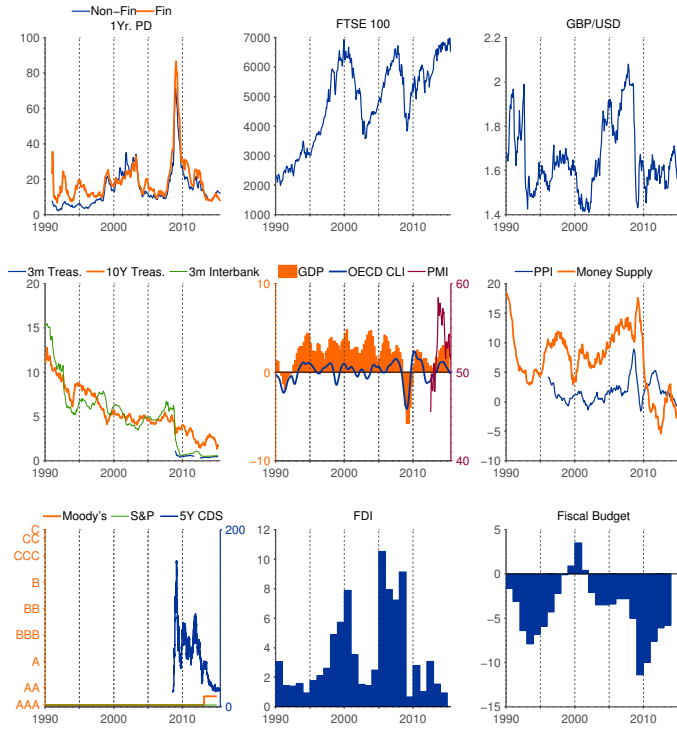 Non-Fin Fin
1Yr. PD
100
80
60
40
20
0
1990 2000 2010
FTSE 100
7000
6000
5000
4000
3000
2000
1000
1990 2000 2010
GBP/USD
2.2
2
1.8
1.6
1.4
1990 2000 2010
3m Treas. 10Y Treas. 3m Interbank
20
15
10
5
0
1990 2000 2010
GDP OECD CLI PMI
10 60
0 50
−10 40
1990 2000 2010
PPI Money Supply
20
15
10
5
0
−5
−10
1990 2000 2010
Moody's S&P 5Y CDS
C 200
CC
CCC
B
BB
BBB
A
AA
AAA 0
1990 2000 2010
FDI
12
10
8
6
4
2
0
1990 2000 2010
Fiscal Budget
5
0
−5
−10
−15
1990 2000 2010